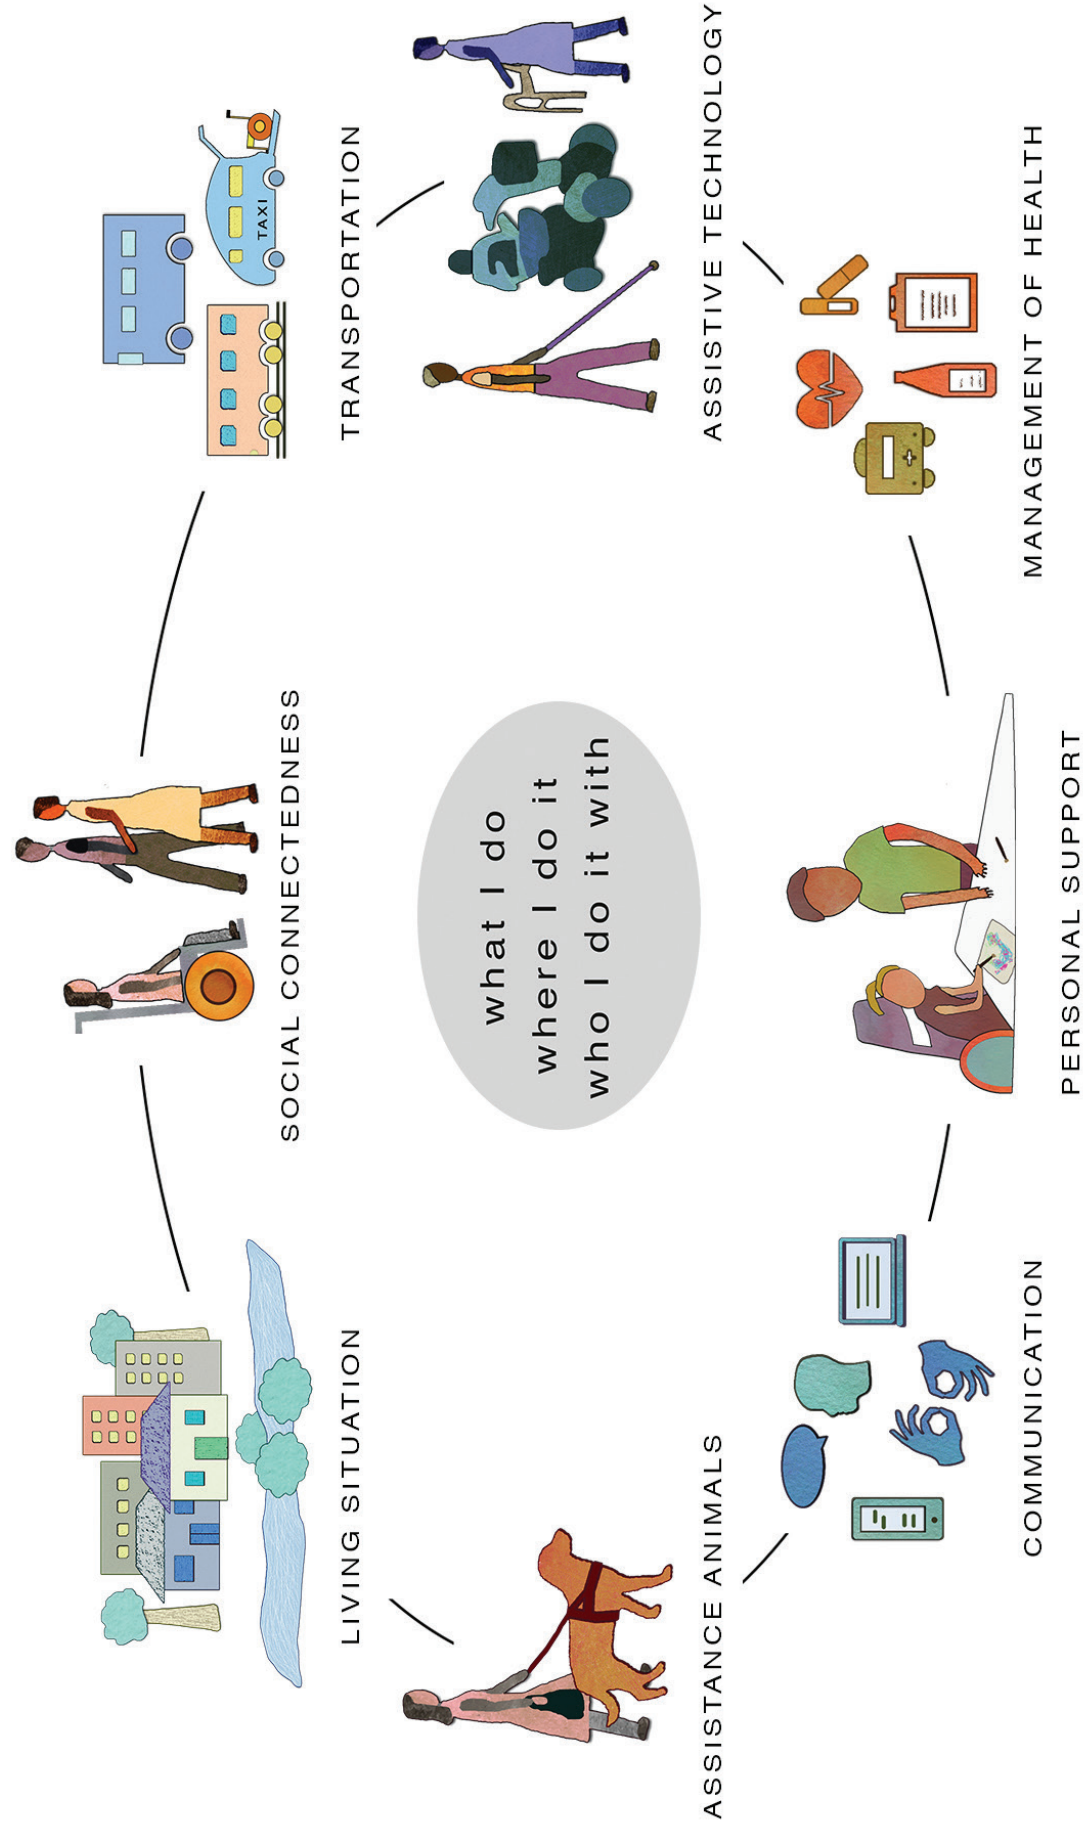 SOCIAL CONNECTEDNESS
TAXI
TRANSPORTATION
ASSISTIVE TECHNOLOGY
MANAGEMENT OF HEALTH
PERSONAL SUPPORT
COMMUNICATION
ASSISTANCE ANIMALS
LIVING SITUATION
what I do
where I do it
who I do it with